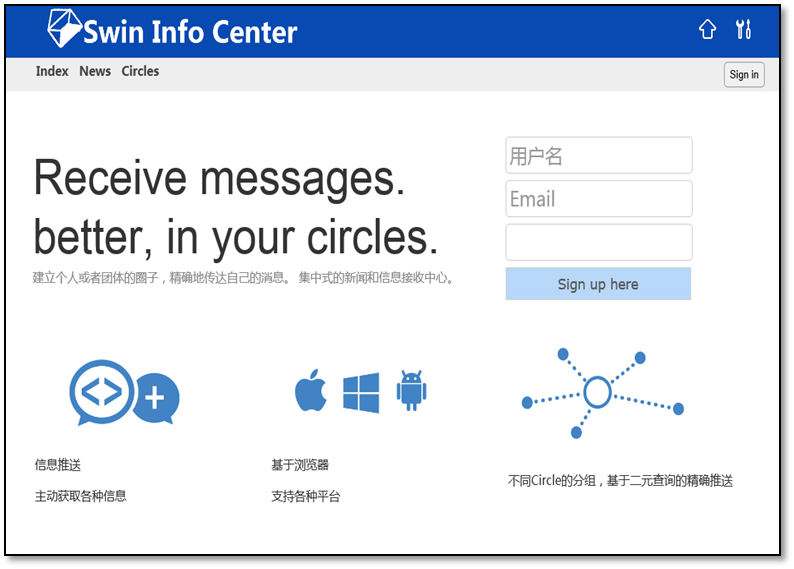 Swin Info Center
Index News Circles
Sign in
Receive messages.
better, in your circles.
建立个人或者团体的圈子，精确地传达自己的消息。 集中式的新闻和信息接收中心。
用户名
Email
Sign up here
信息推送
主动获取各种信息
基于浏览器
支持各种平台
不同Circle的分组，基于二元查询的精确推送